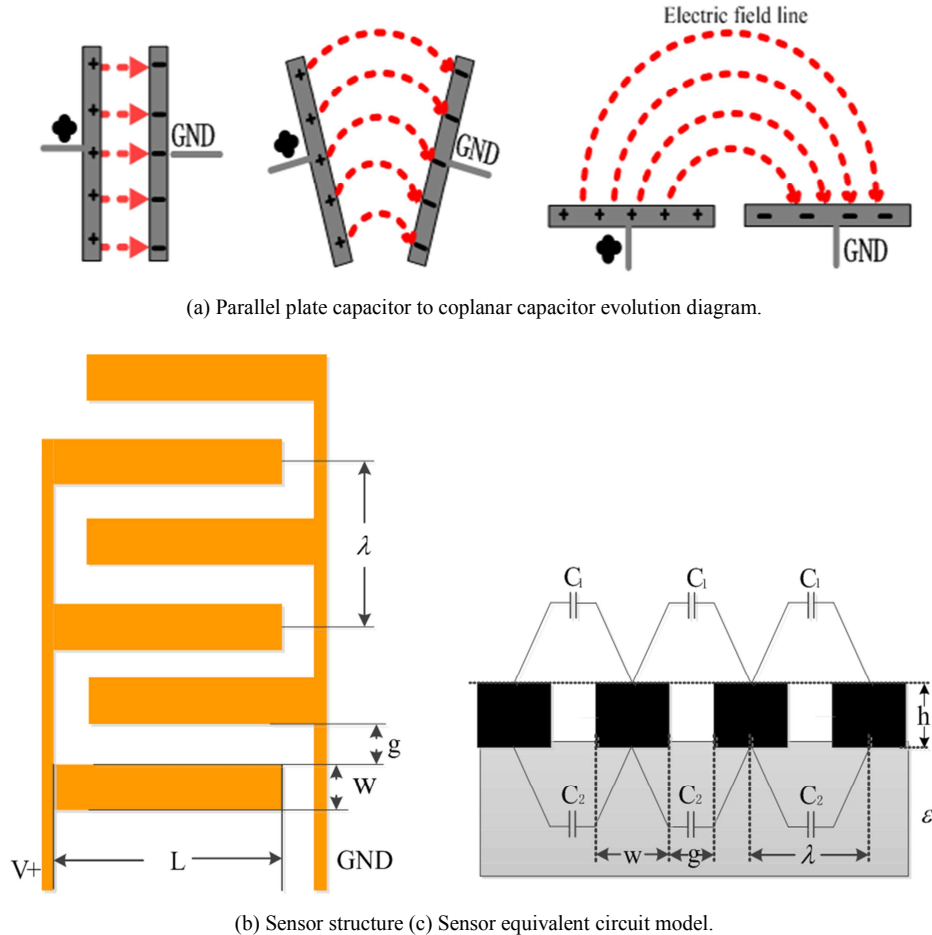 Electric field line
GND
GND
GND
+ + + + +
- - - -
(a) Parallel plate capacitor to coplanar capacitor evolution diagram.
λ
g
w
L
V+
GND
C₁ C₁ C₁
h
C₂ C₂ C₂
ε
w g λ
(b) Sensor structure (c) Sensor equivalent circuit model.